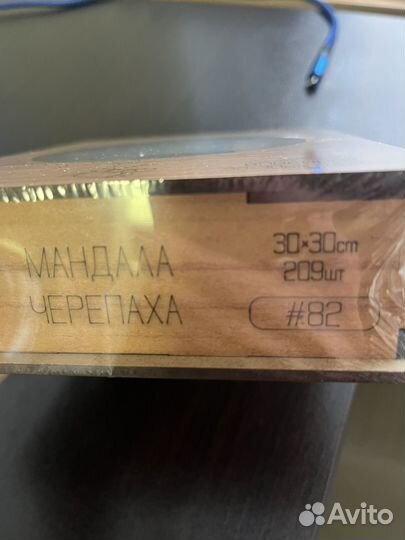 МАНДАЛА
ЧЕРЕПАХА
30×30cm
209шт
#82
Avito